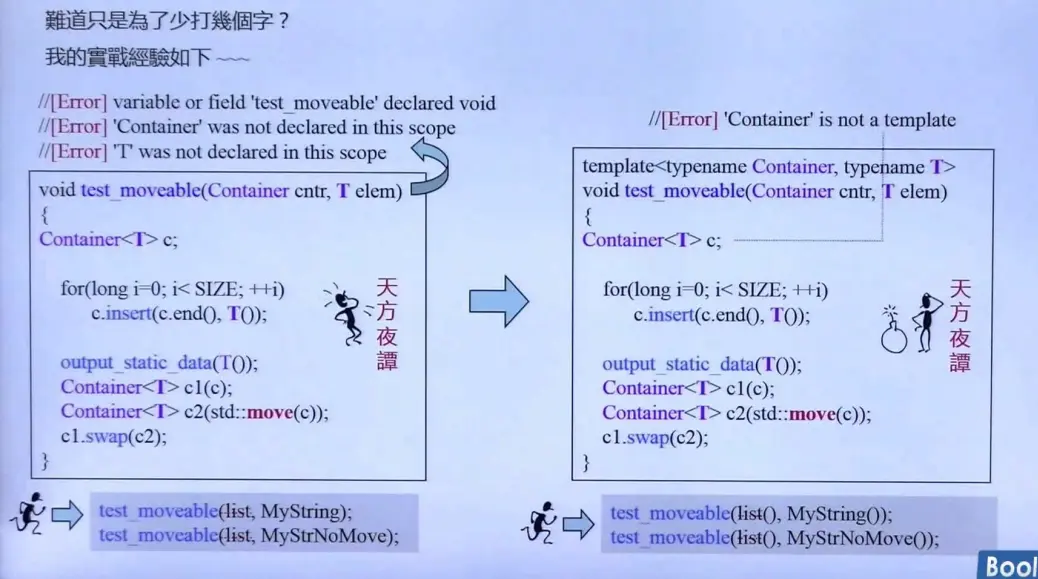 難道只是為了少打幾個字？
我的實戰經驗如下 ~~~
//[Error] variable or field 'test_moveable' declared void
//[Error] 'Container' was not declared in this scope
//[Error] 'T' was not declared in this scope
void test_moveable(Container cntr, T elem)
{
Container<T> c;
for(long i=0; i< SIZE; ++i)
c.insert(c.end(), T());
output_static_data(T());
Container<T> c1(c);
Container<T> c2(std::move(c));
c1.swap(c2);
}
天方夜譚
test_moveable(list, MyString);
test_moveable(list, MyStrNoMove);
//[Error] 'Container' is not a template
template<typename Container, typename T>
void test_moveable(Container cntr, T elem)
{
Container<T> c;
for(long i=0; i< SIZE; ++i)
c.insert(c.end(), T());
output_static_data(T());
Container<T> c1(c);
Container<T> c2(std::move(c));
c1.swap(c2);
}
天方夜譚
test_moveable(list(), MyString());
test_moveable(list(), MyStrNoMove());
Bool